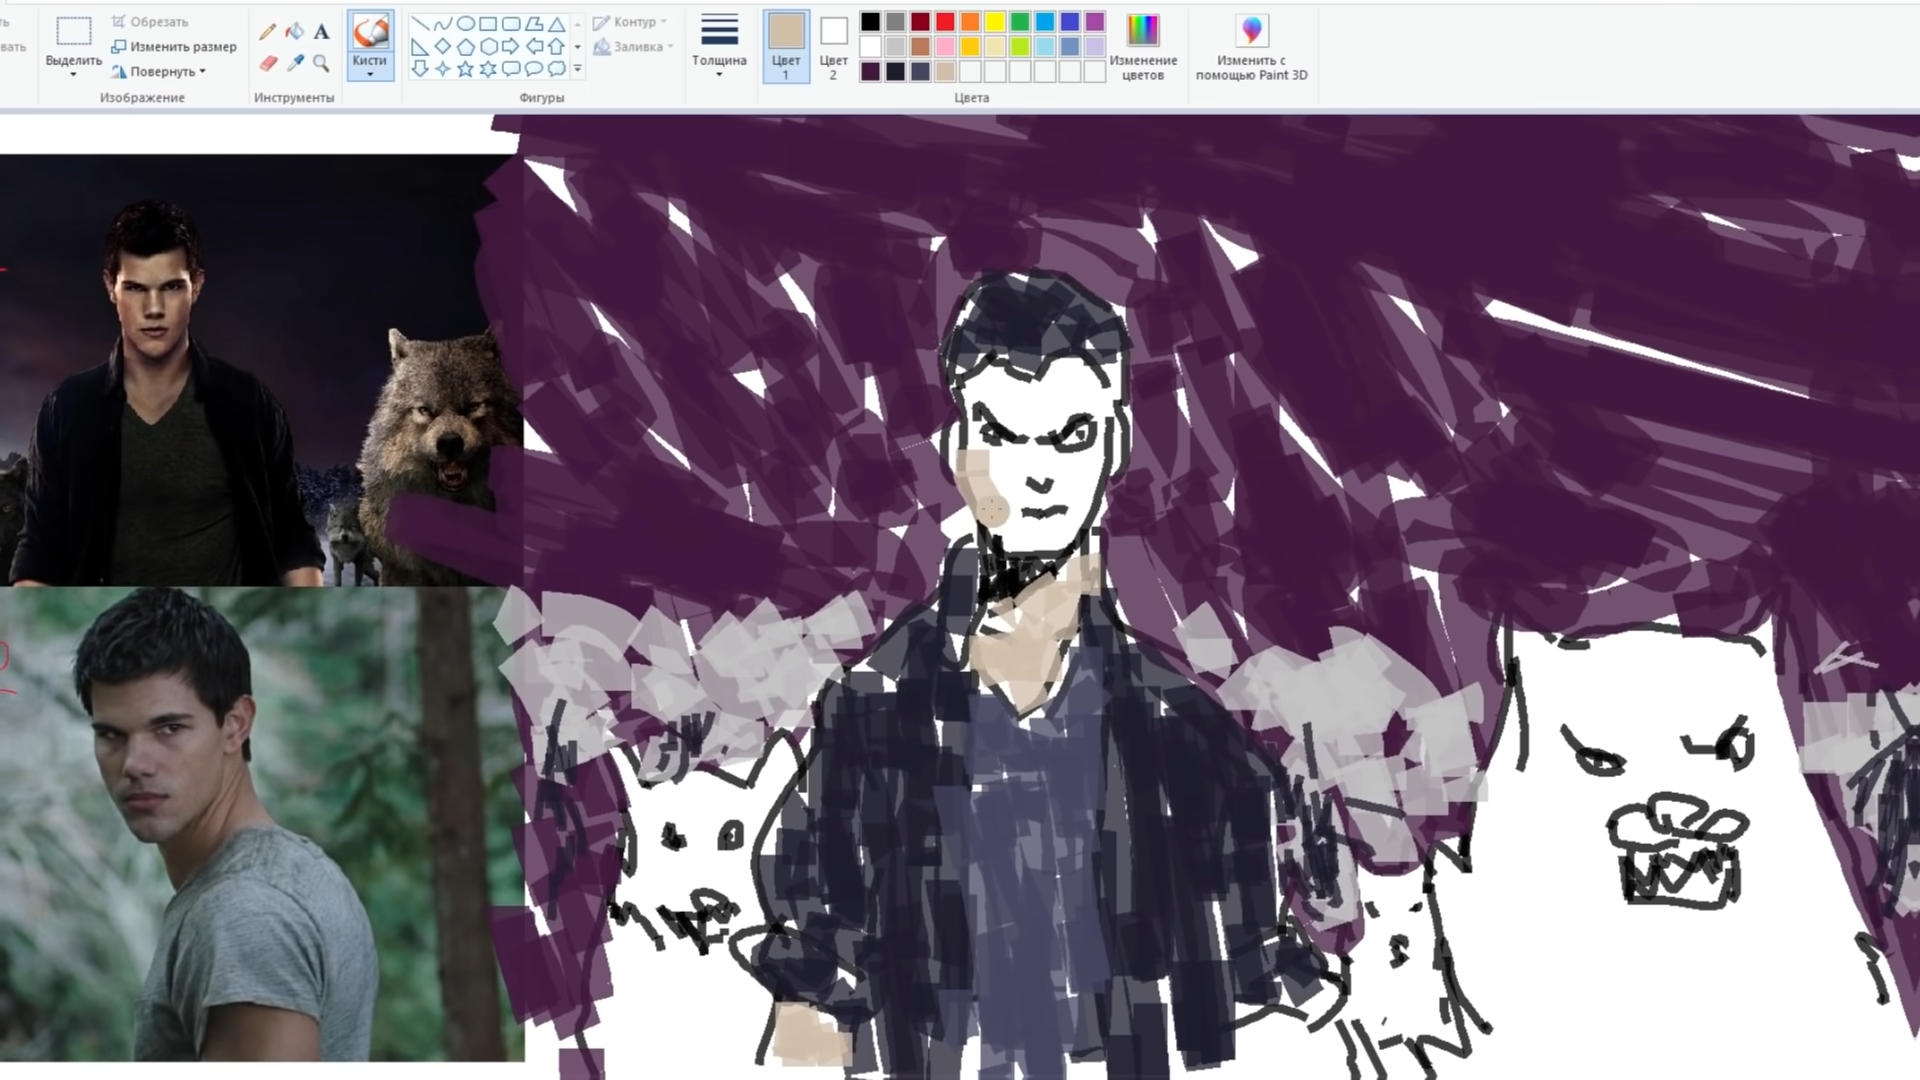 Обрезать
Изменить размер
Повернуть
Выделить
Изображение
A
Инструменты
Кисти
Контур
Заливка
Фигуры
Толщина
Цвет
1
Цвет
2
Изменение
цветов
Цвета
Изменить с
помощью Paint 3D